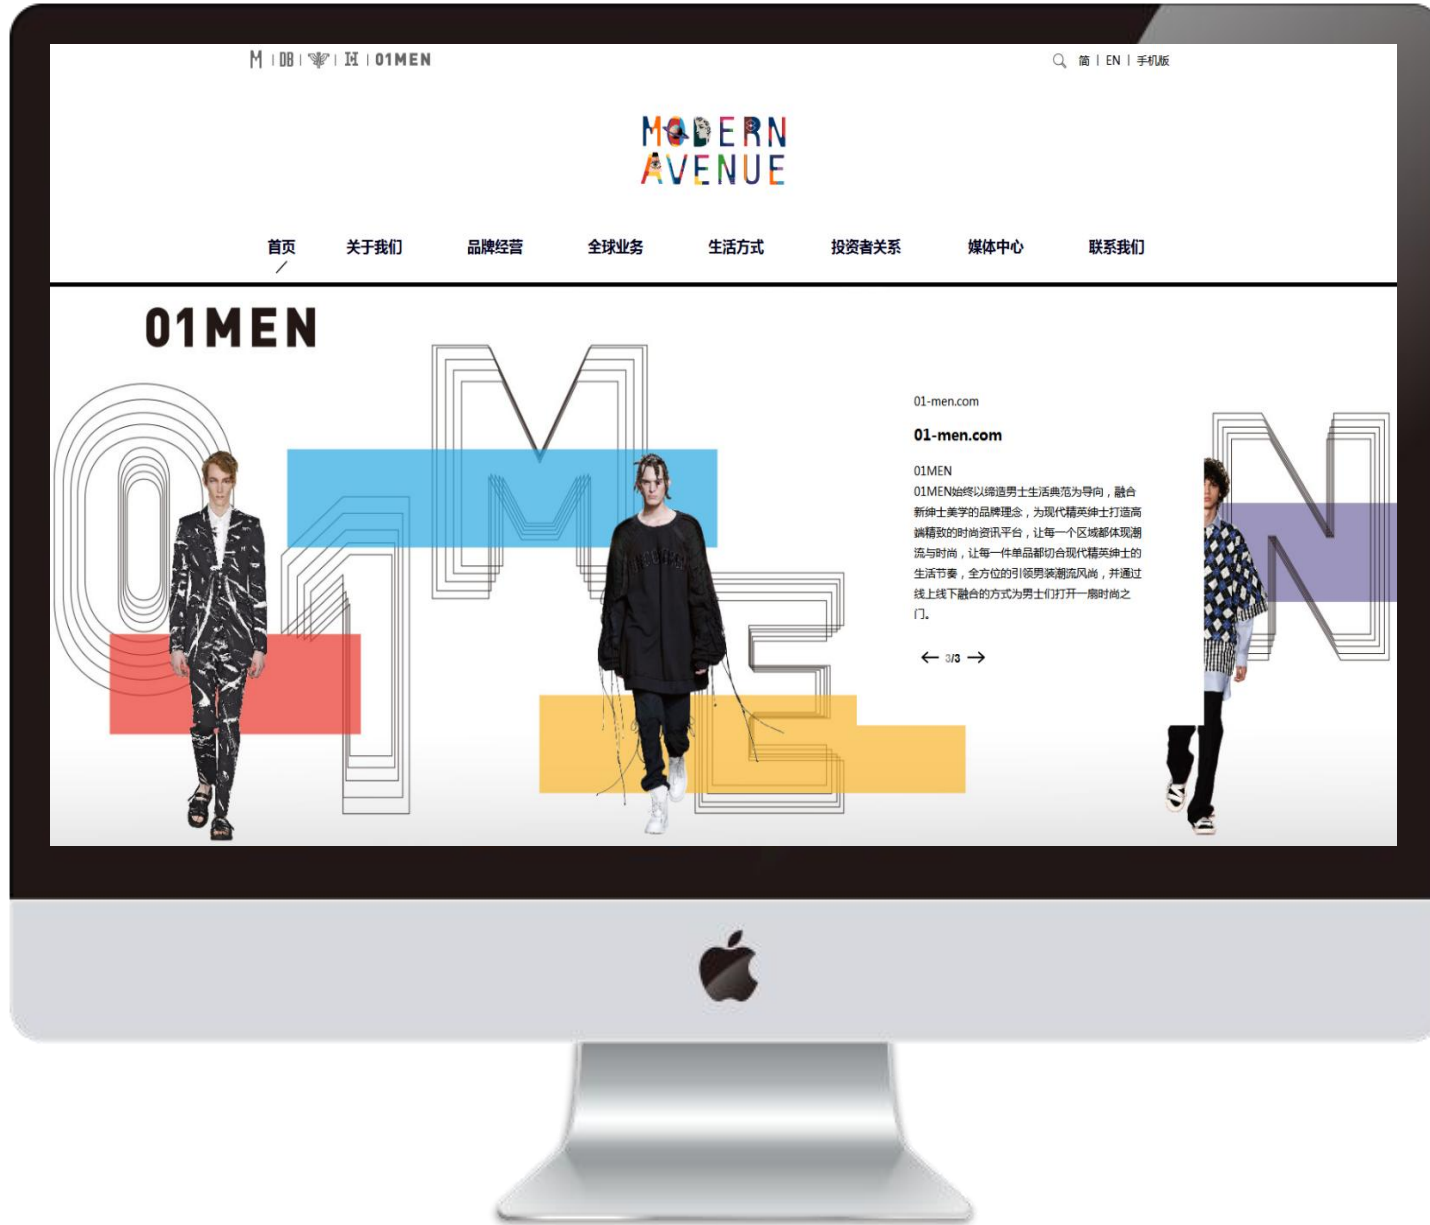 M | DB | H | 01MEN
简 | EN | 手机版
MODERN
AVENUE
首页 关于我们 品牌经营 全球业务 生活方式 投资者关系 媒体中心 联系我们
01MEN
01MEN
01-men.com
01-men.com
01MEN
01MEN始终以缔造男士生活典范为导向，融合
新绅士美学的品牌理念，为现代精英绅士打造高
端精致的时尚资讯平台，让每一个区域都体现潮
流与时尚，让每一件单品都切合现代精英绅士的
生活节奏，全方位的引领男装潮流风尚，并通过
线上线下融合的方式为男士们打开一扇时尚之
门。
← 3/3 →